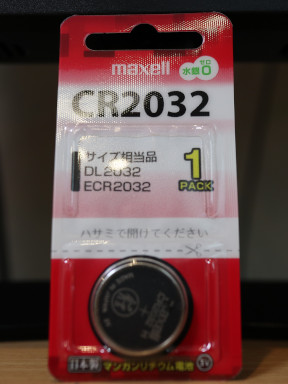 maxell
水銀0
ゼロ
CR2032
サイズ相当品
DL2032
ECR2032
1
PACK
ハサミで開けてください
日本製 マンガンリチウム電池 3V